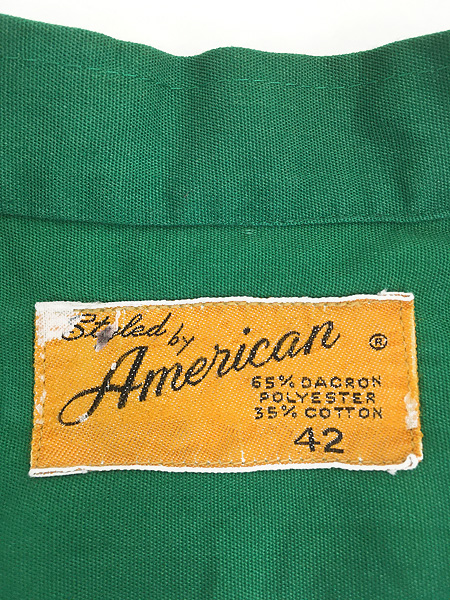 Styled by
American ®
65% DACRON
POLYESTER
35% COTTON
42